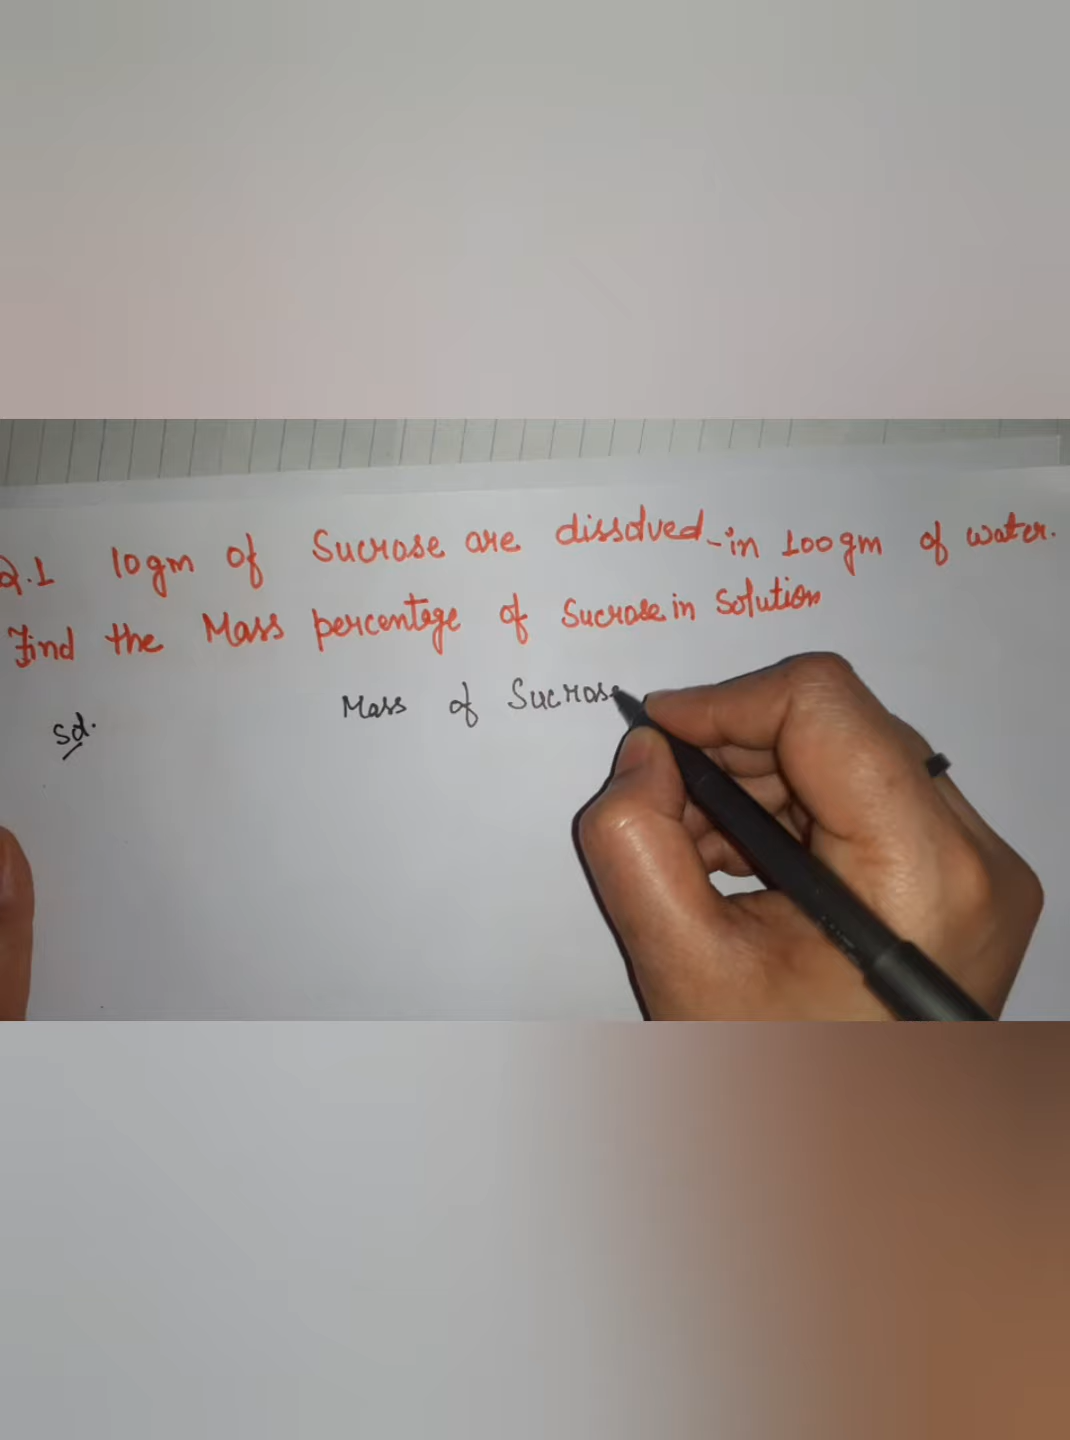 Q.1 10gm of Sucrose are dissolved in 100gm of water.
Find the Mass percentage of Sucrose in Solution
Sol.
Mass of Sucrose